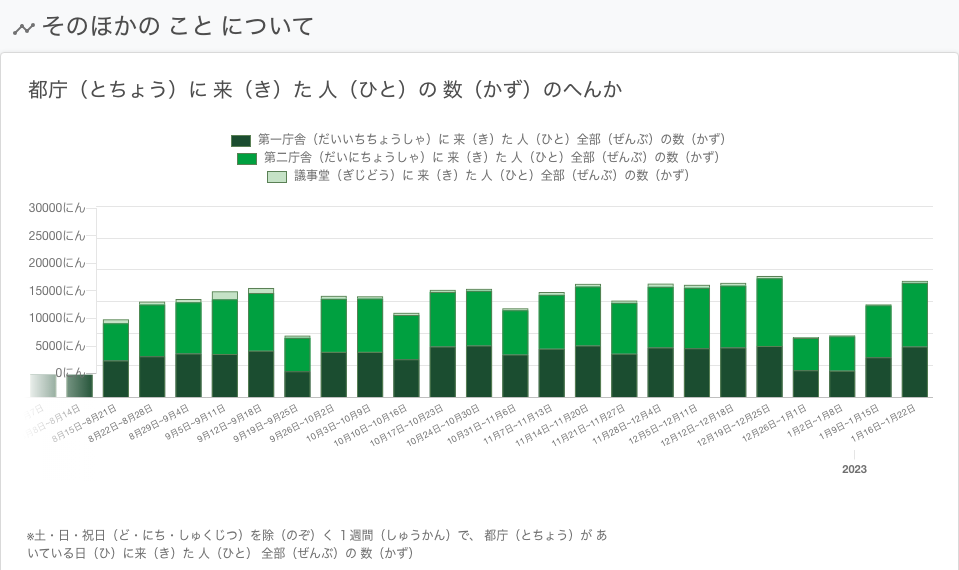 そのほかの こと について
都庁（とちょう）に 来（き）た 人（ひと）の 数（かず）のへんか
第一庁舎（だいいちちょうしゃ）に 来（き）た 人（ひと）全部（ぜんぶ）の数（かず）
第二庁舎（だいにちょうしゃ）に 来（き）た 人（ひと）全部（ぜんぶ）の数（かず）
議事堂（ぎじどう）に 来（き）た 人（ひと）全部（ぜんぶ）の数（かず）
30000にん
25000にん
20000にん
15000にん
10000にん
5000にん
0にん
~8月14日
8月15日~8月21日
8月22日~8月28日
8月29日~9月4日
9月5日~9月11日
9月12日~9月18日
9月19日~9月25日
9月26日~10月2日
10月3日~10月9日
10月10日~10月16日
10月17日~10月23日
10月24日~10月30日
10月31日~11月6日
11月7日~11月13日
11月14日~11月20日
11月21日~11月27日
11月28日~12月4日
12月5日~12月11日
12月12日~12月18日
12月19日~12月25日
12月26日~1月1日
1月2日~1月8日
1月9日~1月15日
1月16日~1月22日
2023
※土・日・祝日（ど・にち・しゅくじつ）を除（のぞ）く １週間（しゅうかん）で、 都庁（とちょう）が あ
いている日（ひ）に来（き）た 人（ひと） 全部（ぜんぶ）の 数（かず）